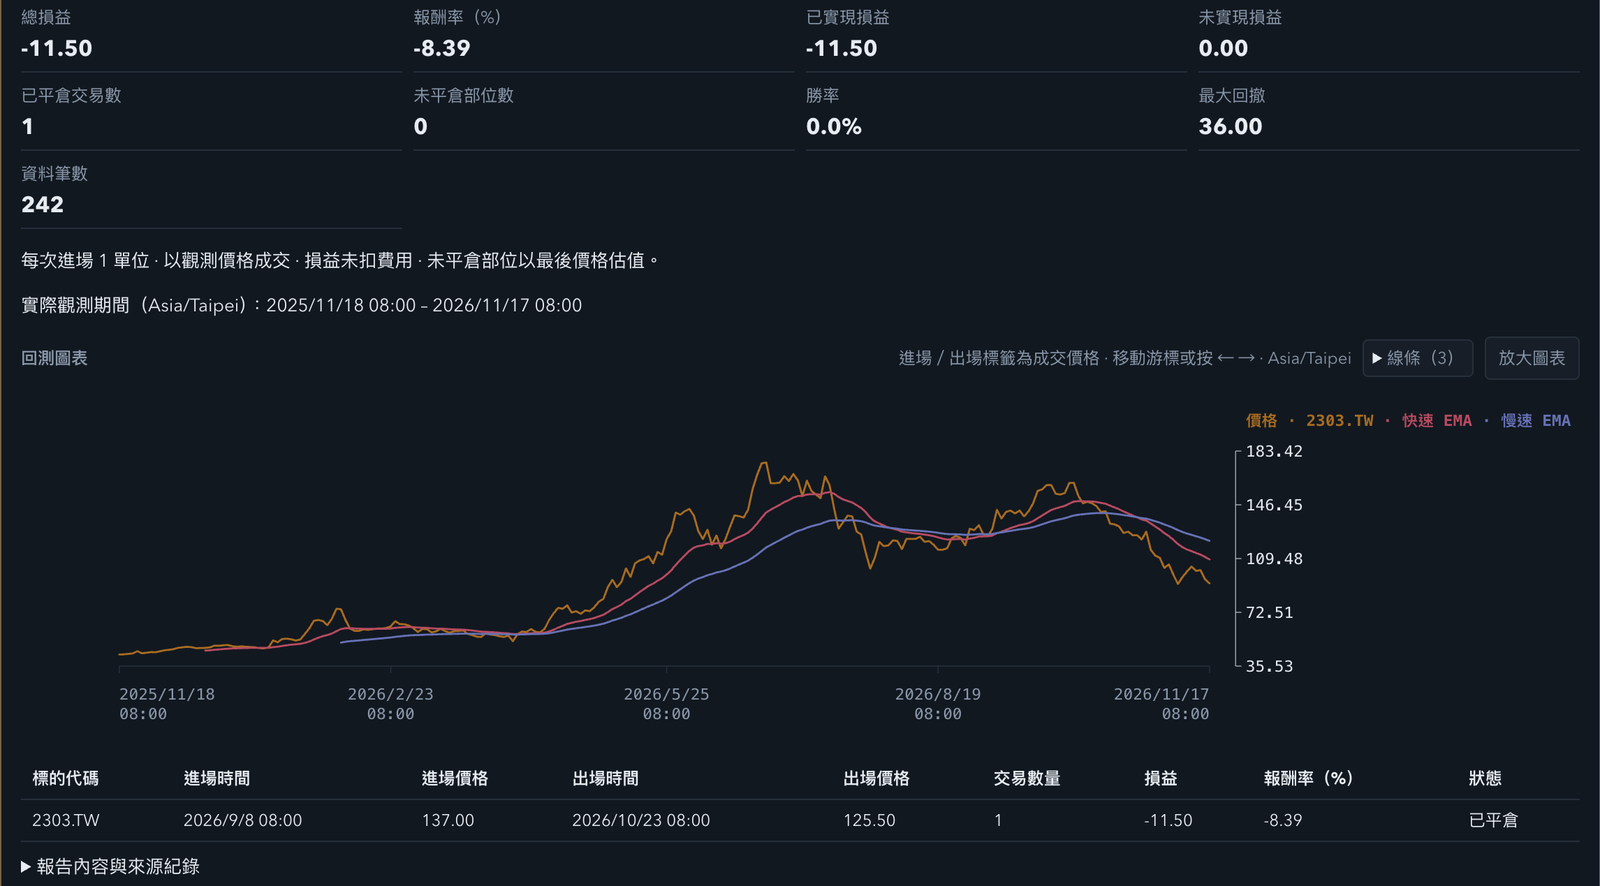 總損益 報酬率（%） 已實現損益 未實現損益
-11.50 -8.39 -11.50 0.00
已平倉交易數 未平倉部位數 勝率 最大回撤
1 0 0.0% 36.00
資料筆數
242
每次進場 1 單位 · 以觀測價格成交 · 損益未扣費用 · 未平倉部位以最後價格估值。
實際觀測期間（Asia/Taipei）：2025/11/18 08:00 – 2026/11/17 08:00
回測圖表 進場 / 出場標籤為成交價格 · 移動游標或按 ← → · Asia/Taipei ▶ 線條（3） 放大圖表
價格 · 2303.TW · 快速 EMA · 慢速 EMA
183.42
146.45
109.48
72.51
35.53
2025/11/18 2026/2/23 2026/5/25 2026/8/19 2026/11/17
08:00 08:00 08:00 08:00 08:00
標的代碼 進場時間 進場價格 出場時間 出場價格 交易數量 損益 報酬率（%） 狀態
2303.TW 2026/9/8 08:00 137.00 2026/10/23 08:00 125.50 1 -11.50 -8.39 已平倉
▶ 報告內容與來源紀錄